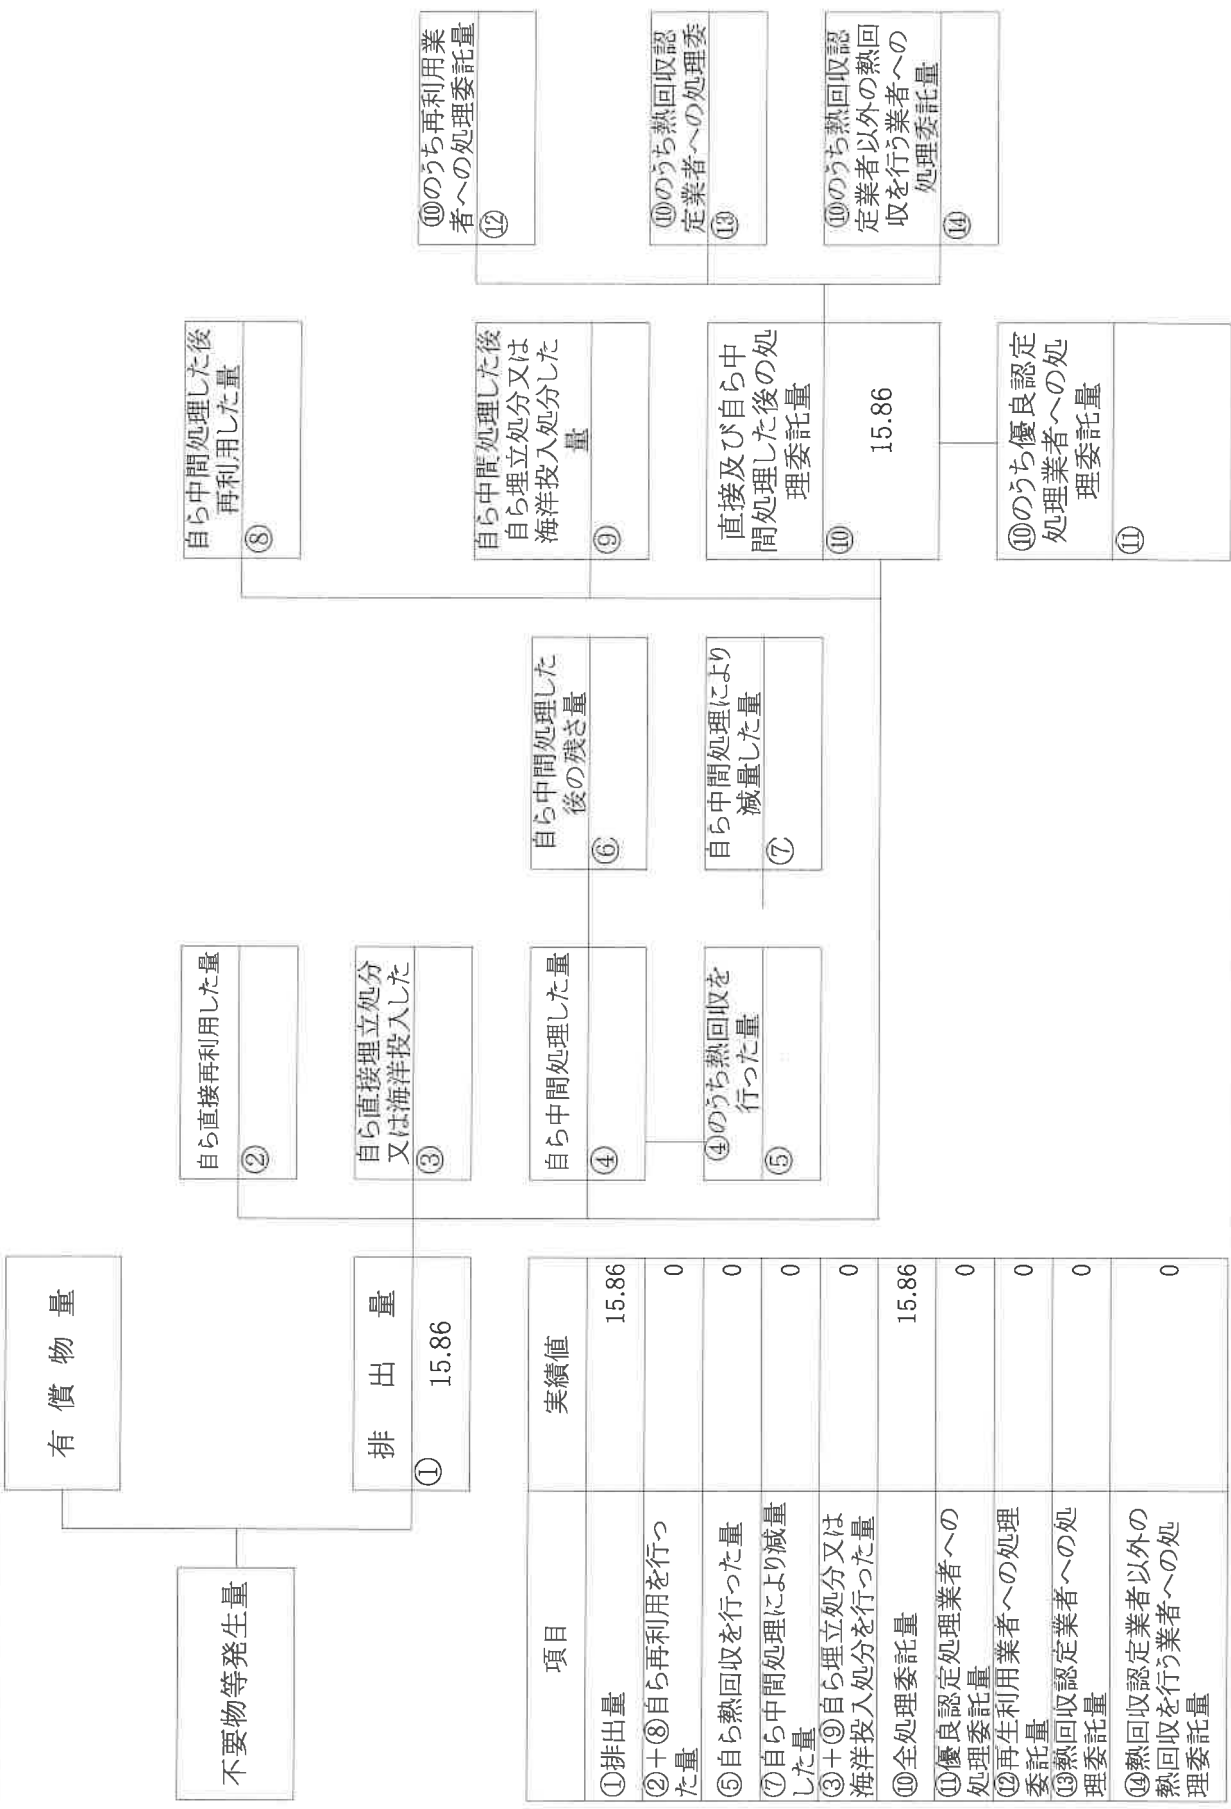 不要物等発生量
有償物量
排出量
①
15.86
自ら直接再利用した量
②
自ら直接埋立処分
又は海洋投入した
③
自ら中間処理した量
④
④のうち熱回収を
行った量
⑤
自ら中間処理した
後の残さ量
⑥
自ら中間処理により
減量した量
⑦
自ら中間処理した後
再利用した量
⑧
自ら中間処理した後
自ら埋立処分又は
海洋投入処分した
量
⑨
直接及び自ら中
間処理した後の処
理委託量
⑩
15.86
⑩のうち優良認定
処理業者への処
理委託量
⑪
⑩のうち再利用業
者への処理委託量
⑫
⑩のうち熱回収認
定業者への処理委
⑬
⑩のうち熱回収認
定業者以外の熱回
収を行う業者への
処理委託量
⑭
項目 実績値
①排出量 15.86
②+⑧自ら再利用を行っ
た量 0
⑤自ら熱回収を行った量 0
⑦自ら中間処理により減量
した量 0
③+⑨自ら埋立処分又は
海洋投入処分を行った量 0
⑩全処理委託量 15.86
⑪優良認定処理業者への
処理委託量 0
⑫再生利用業者への処理
委託量 0
⑬熱回収認定業者への処
理委託量 0
⑭熱回収認定業者以外の
熱回収を行う業者への処
理委託量 0